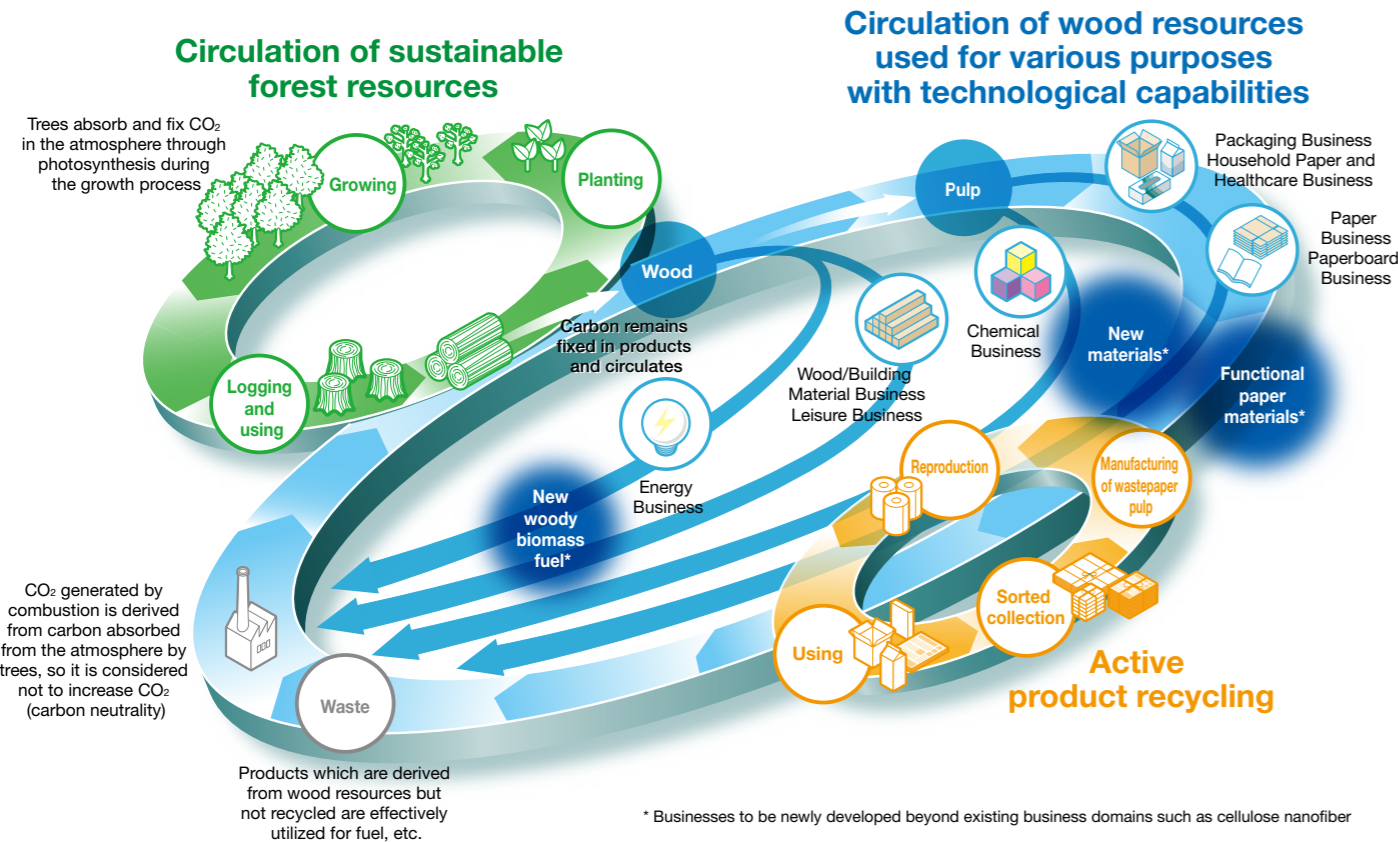 Circulation of sustainable
forest resources
Trees absorb and fix CO₂
in the atmosphere through
photosynthesis during
the growth process
Growing
Planting
Logging
and
using
Circulation of wood resources
used for various purposes
with technological capabilities
Wood
Carbon remains
fixed in products
and circulates
Pulp
Packaging Business
Household Paper and
Healthcare Business
Paper
Business
Paperboard
Business
Chemical
Business
Wood/Building
Material Business
Leisure Business
Energy
Business
New
materials*
Functional
paper
materials*
New
woody
biomass
fuel*
Reproduction
Manufacturing
of wastepaper
pulp
Sorted
collection
Using
Active
product recycling
CO₂ generated by
combustion is derived
from carbon absorbed
from the atmosphere by
trees, so it is considered
not to increase CO₂
(carbon neutrality)
Waste
Products which are derived
from wood resources but
not recycled are effectively
utilized for fuel, etc.
* Businesses to be newly developed beyond existing business domains such as cellulose nanofiber